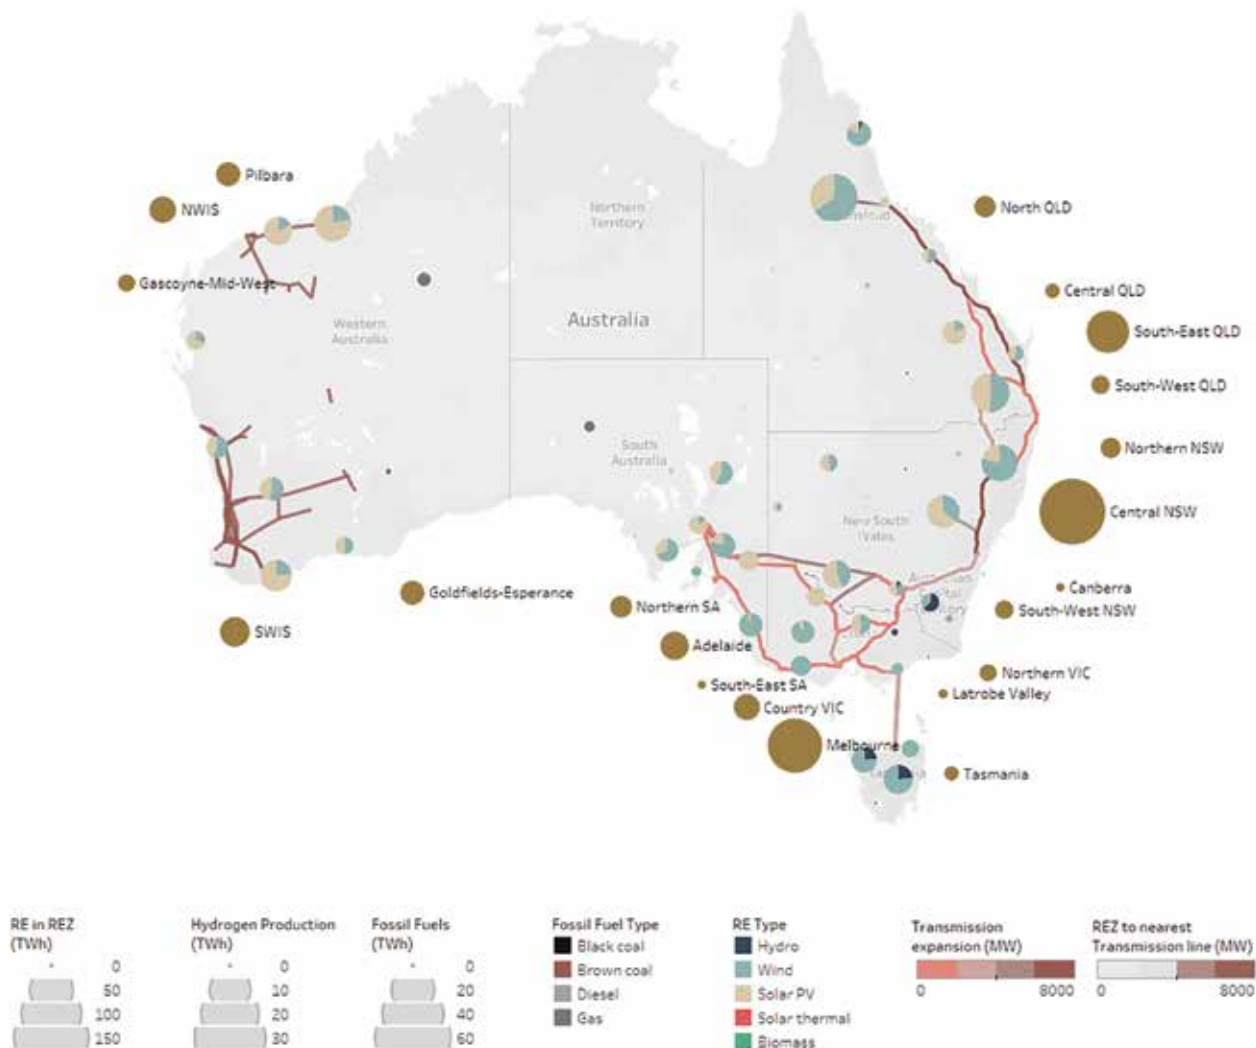 Pilbara
NWIS
Gascoyne-Mid-West
Northern
Territory
North QLD
Central QLD
Australia
Western
Australia
South-East QLD
South-West QLD
South
Australia
Northern NSW
Central NSW
New South
Wales
Canberra
Goldfields-Esperance
Northern SA
South-West NSW
SWIS
Adelaide
Northern VIC
South-East SA
Latrobe Valley
Country VIC
Melbourne
Tasmania
RE in REZ
(TWh)
0
50
100
150
Hydrogen Production
(TWh)
0
10
20
30
Fossil Fuels
(TWh)
0
20
40
60
Fossil Fuel Type
Black coal
Brown coal
Diesel
Gas
RE Type
Hydro
Wind
Solar PV
Solar thermal
Biomass
Transmission
expansion (MW)
0 8000
REZ to nearest
Transmission line (MW)
0 8000